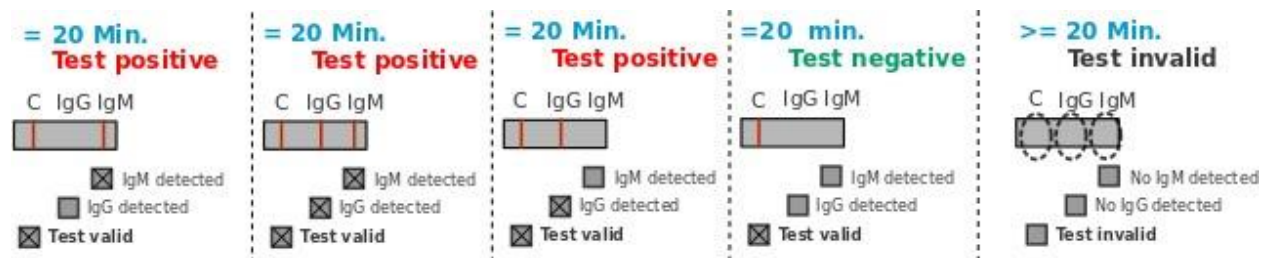 = 20 Min.
Test positive
C IgG IgM
IgM detected
IgG detected
Test valid
= 20 Min.
Test positive
C IgG IgM
IgM detected
IgG detected
Test valid
= 20 Min.
Test positive
C IgG IgM
IgM detected
IgG detected
Test valid
=20 min.
Test negative
C IgG IgM
IgM detected
IgG detected
Test valid
>= 20 Min.
Test invalid
C IgG IgM
No IgM detected
No IgG detected
Test invalid